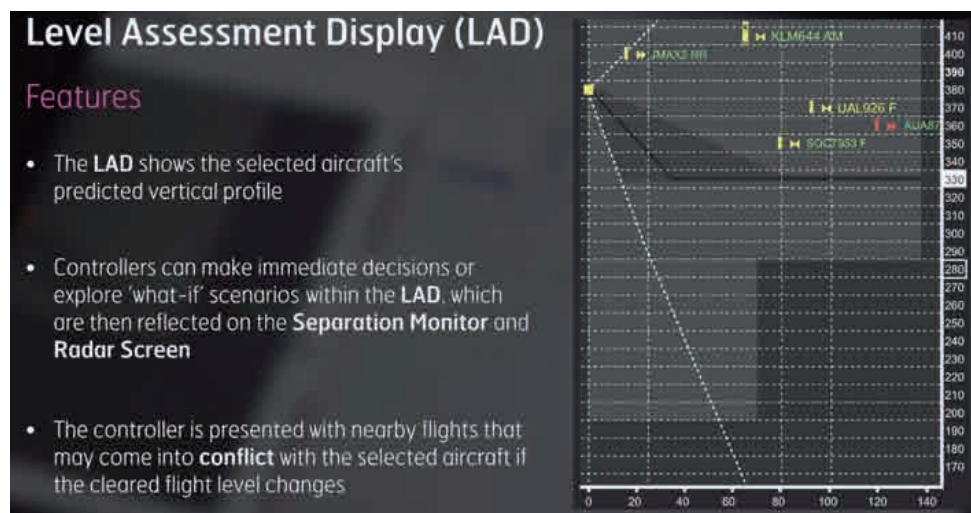 Level Assessment Display (LAD)
Features
• The LAD shows the selected aircraft's
predicted vertical profile
• Controllers can make immediate decisions or
explore 'what-if' scenarios within the LAD, which
are then reflected on the Separation Monitor and
Radar Screen
• The controller is presented with nearby flights that
may come into conflict with the selected aircraft if
the cleared flight level changes
KLM644 AM
410
400
390
380
370
UAL926 F
360
AUA87
350
340
330
320
310
300
290
280
270
260
250
240
230
220
210
200
190
180
170
0 20 40 60 80 100 120 140